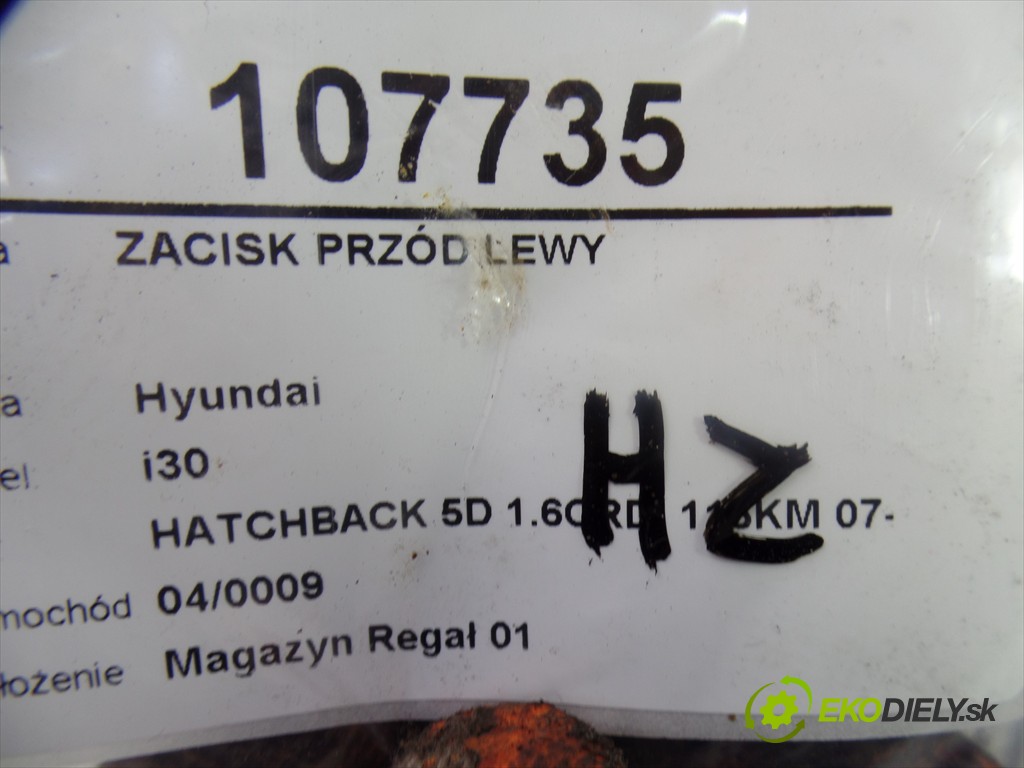 107735
a ZACISK PRZÓD LEWY
a Hyundai
el. i30
HATCHBACK 5D 1.6CRDI 07-
HZ
mochód 04/0009
łożenie Magazyn Regał 01
EKODIELY.sk